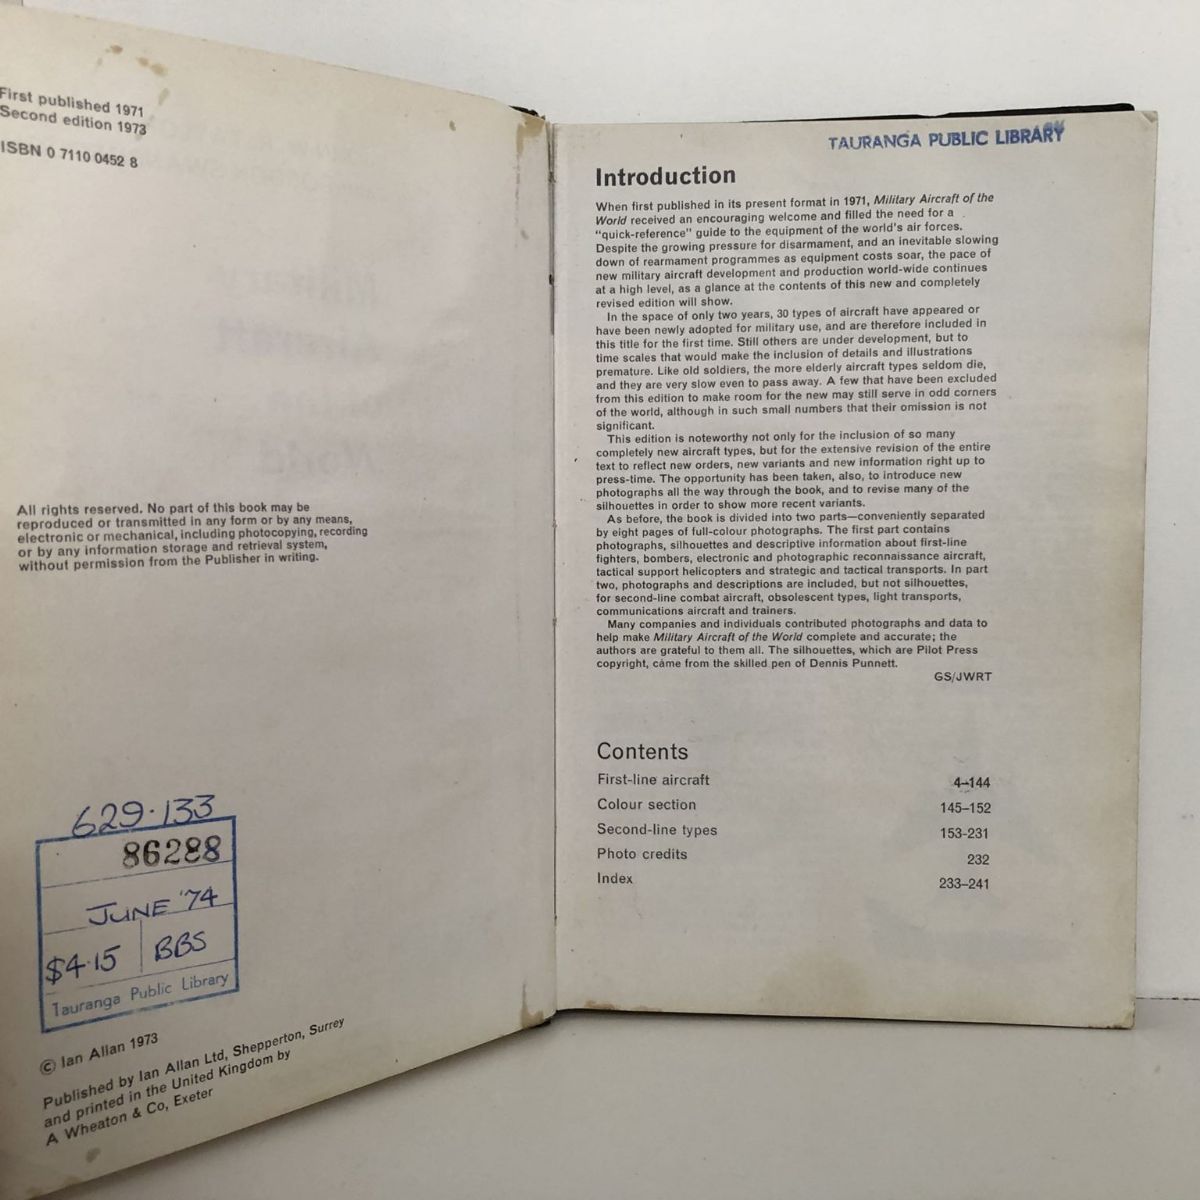 First published 1971
Second edition 1973
ISBN 0 7110 0452 8
All rights reserved. No part of this book may be
reproduced or transmitted in any form or by any means,
electronic or mechanical, including photocopying, recording
or by any information storage and retrieval system,
without permission from the Publisher in writing.
629.133
86288
JUNE '74
$4.15 BBS
Tauranga Public Library
© Ian Allan 1973
Published by Ian Allan Ltd, Shepperton, Surrey
and printed in the United Kingdom by
A Wheaton & Co, Exeter
TAURANGA PUBLIC LIBRARY
Introduction
When first published in its present format in 1971, Military Aircraft of the
World received an encouraging welcome and filled the need for a
"quick-reference" guide to the equipment of the world's air forces.
Despite the growing pressure for disarmament, and an inevitable slowing
down of rearmament programmes as equipment costs soar, the pace of
new military aircraft development and production world-wide continues
at a high level, as a glance at the contents of this new and completely
revised edition will show.
In the space of only two years, 30 types of aircraft have appeared or
have been newly adopted for military use, and are therefore included in
this title for the first time. Still others are under development, but to
time scales that would make the inclusion of details and illustrations
premature. Like old soldiers, the more elderly aircraft types seldom die,
and they are very slow even to pass away. A few that have been excluded
from this edition to make room for the new may still serve in odd corners
of the world, although in such small numbers that their omission is not
significant.
This edition is noteworthy not only for the inclusion of so many
completely new aircraft types, but for the extensive revision of the entire
text to reflect new orders, new variants and new information right up to
press-time. The opportunity has been taken, also, to introduce new
photographs all the way through the book, and to revise many of the
silhouettes in order to show more recent variants.
As before, the book is divided into two parts—conveniently separated
by eight pages of full-colour photographs. The first part contains
photographs, silhouettes and descriptive information about first-line
fighters, bombers, electronic and photographic reconnaissance aircraft,
tactical support helicopters and strategic and tactical transports. In part
two, photographs and descriptions are included, but not silhouettes,
for second-line combat aircraft, obsolescent types, light transports,
communications aircraft and trainers.
Many companies and individuals contributed photographs and data to
help make Military Aircraft of the World complete and accurate; the
authors are grateful to them all. The silhouettes, which are Pilot Press
copyright, came from the skilled pen of Dennis Punnett.
GS/JWRT
Contents
First-line aircraft 4–144
Colour section 145–152
Second-line types 153-231
Photo credits 232
Index 233–241